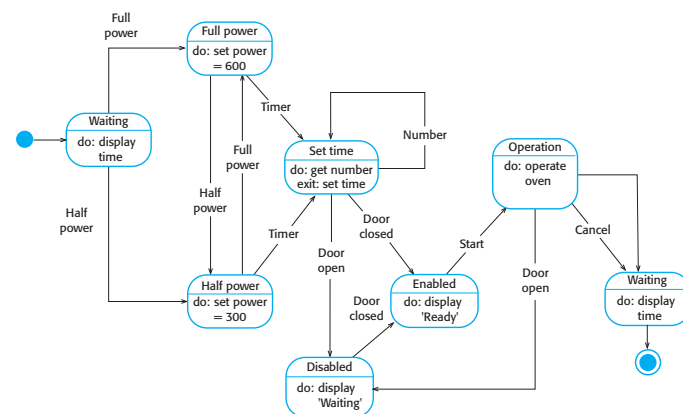 Full
power
Full power
do: set power
= 600
Timer
Waiting
do: display
time
Full
power
Half
power
Half
power
Number
Set time
do: get number
exit: set time
Operation
do: operate
oven
Timer
Door
closed
Door
open
Start
Cancel
Door
open
Half power
do: set power
= 300
Enabled
do: display
'Ready'
Door
closed
Waiting
do: display
time
Disabled
do: display
'Waiting'